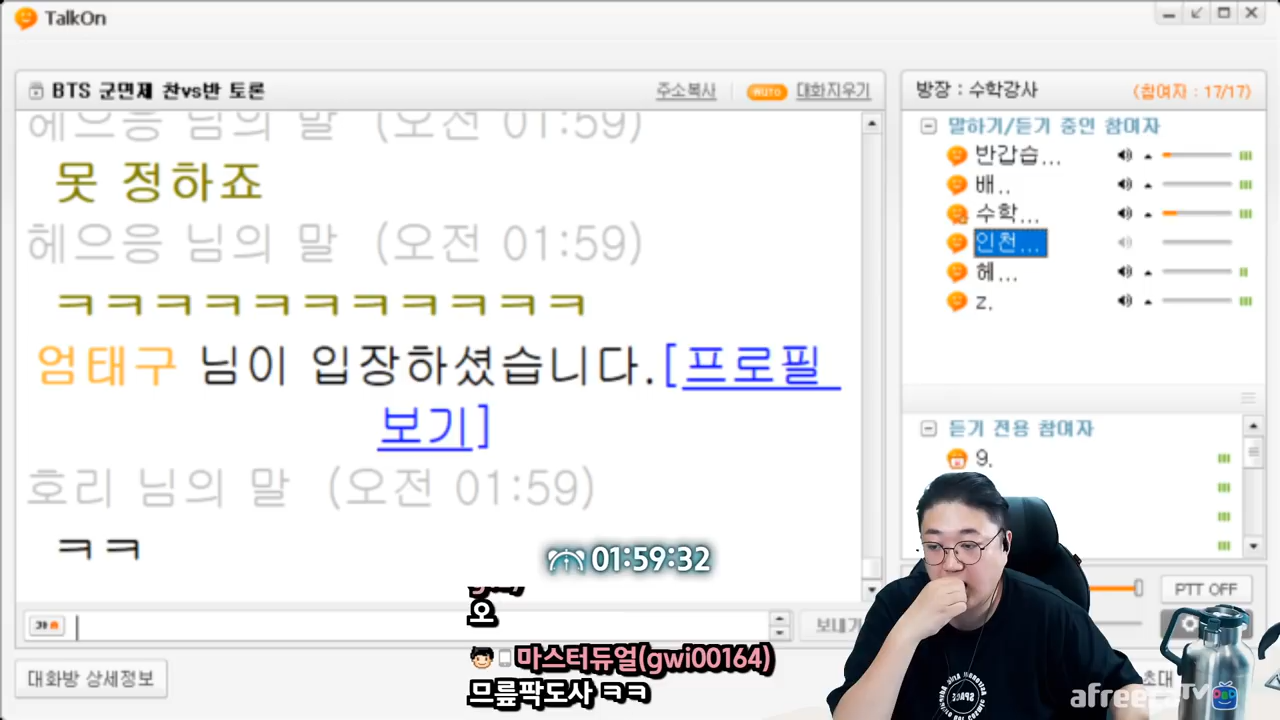 TalkOn
BTS 군면제 찬vs반 토론
주소복사
AUTO
대화지우기
헤으응 님의 말 (오전 01:59)
못 정하죠
헤으응 님의 말 (오전 01:59)
ㅋㅋㅋㅋㅋㅋㅋㅋㅋㅋㅋ
엄태구 님이 입장하셨습니다.[프로필
보기]
호리 님의 말 (오전 01:59)
ㅋㅋ
01:59:32
오
마스터듀얼(gwi00164)
므릎팍도사 ㅋㅋ
가
보내기
대화방 상세정보
방장 : 수학강사
(참여자 : 17/17)
말하기/듣기 중인 참여자
반갑습...
배..
수학...
인천...
헤...
z.
듣기 전용 참여자
9.
PTT OFF
초대
afreecaTV